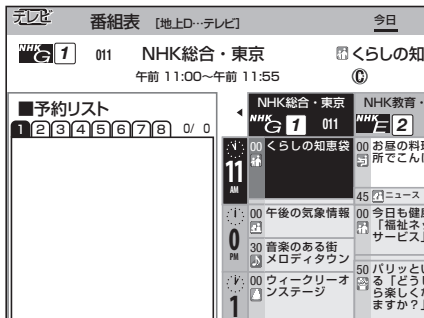 テレビ 番組表 [地上D…テレビ] 今日
NHK G 1 011 NHK総合・東京 くらしの知
午前 11:00～午前 11:55 Ⓒ
■予約リスト
1 2 3 4 5 6 7 8 0/ 0
NHK総合・東京 NHK教育・
NHK G 1 011 NHK E 2
11 AM
00 くらしの知恵袋
00 お昼の料理
所でこん
45 ニュース
0 PM
00 午後の気象情報
30 音楽のある街
メロディタウン
00 今日も健康
「福祉ネッ
サービス」
1
00 ウィークリーオ
ンステージ
50 パリッとい
る「どう
ら楽しくな
ますか?」